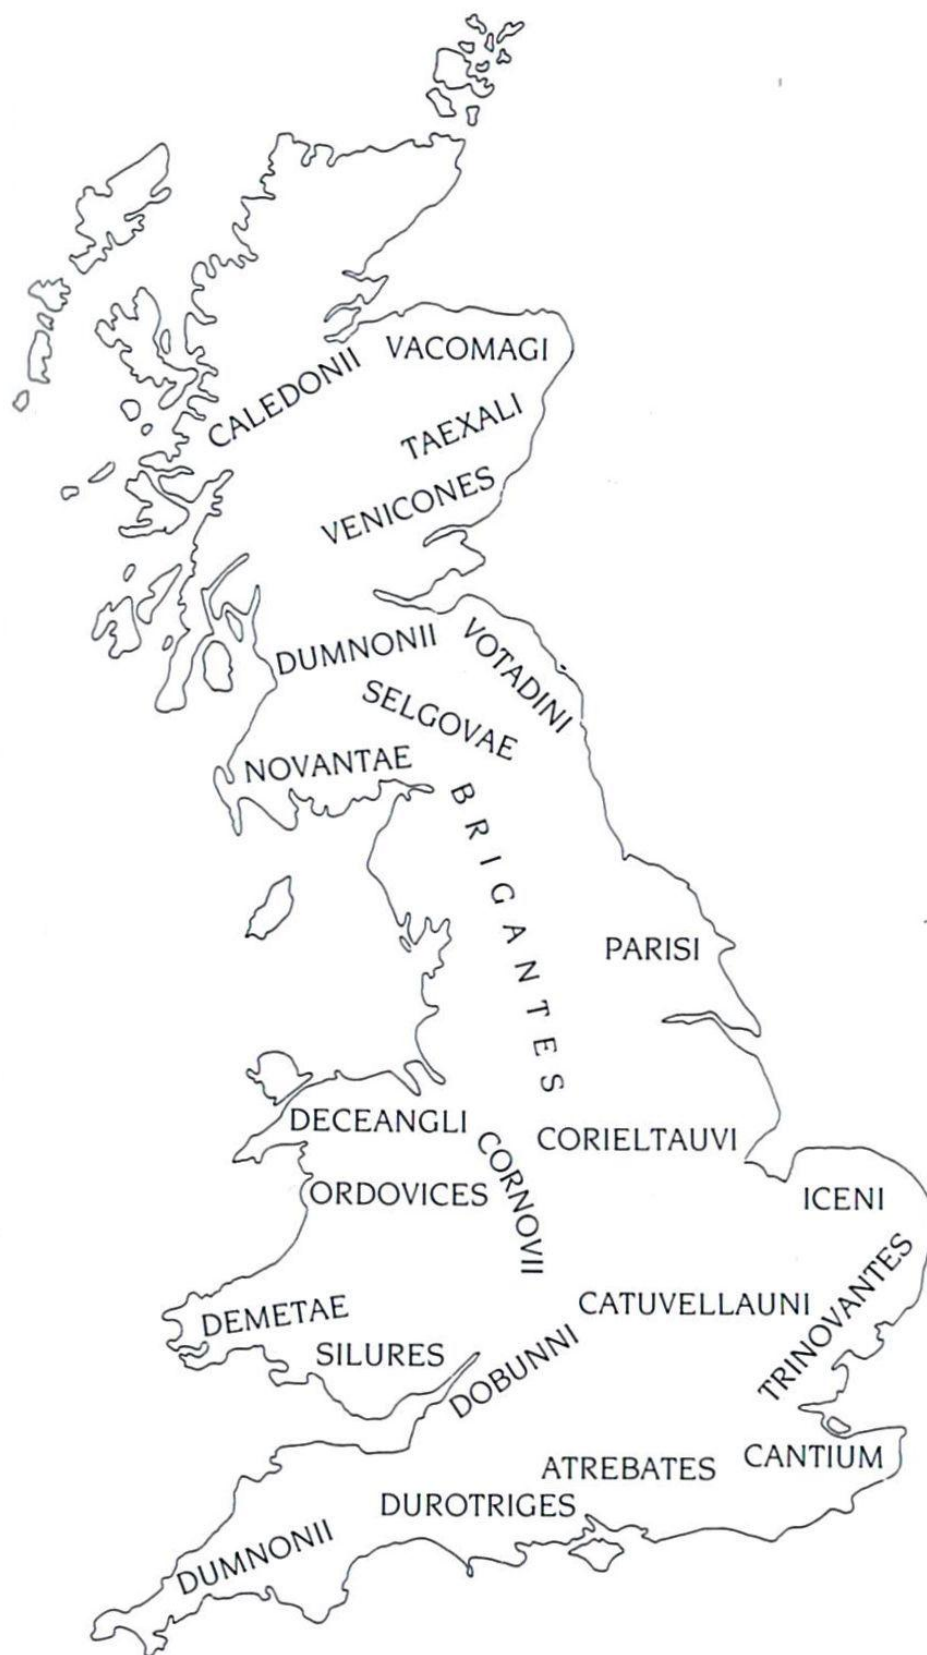 VACOMAGI
CALEDONII
TAEXALI
VENICONES
DUMNONII
VOTADINI
SELGOVAE
NOVANTAE
BRIGANTES
PARISI
DECEANGLI
CORNOVII
CORIELTAUVI
ORDOVICES
ICENI
TRINOVANTES
CATUVELLAUNI
DEMETAE
SILURES
DOBUNNI
CANTIUM
ATREBATES
DUROTRIGES
DUMNONII